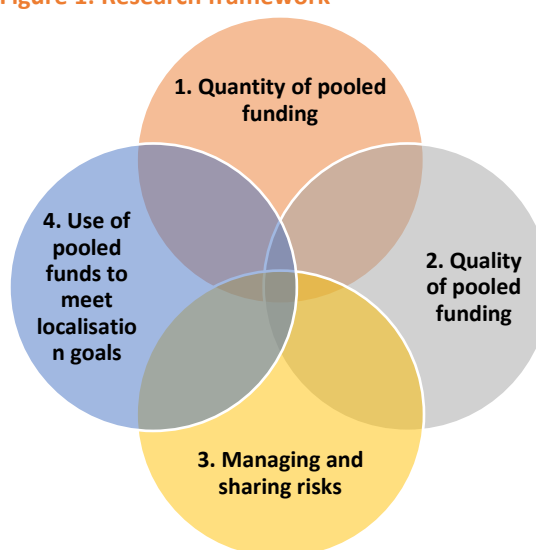 Figure 1: Research framework
1. Quantity of pooled
funding
4. Use of
pooled
funds to
meet
localisatio
n goals
2. Quality
of pooled
funding
3. Managing and
sharing risks